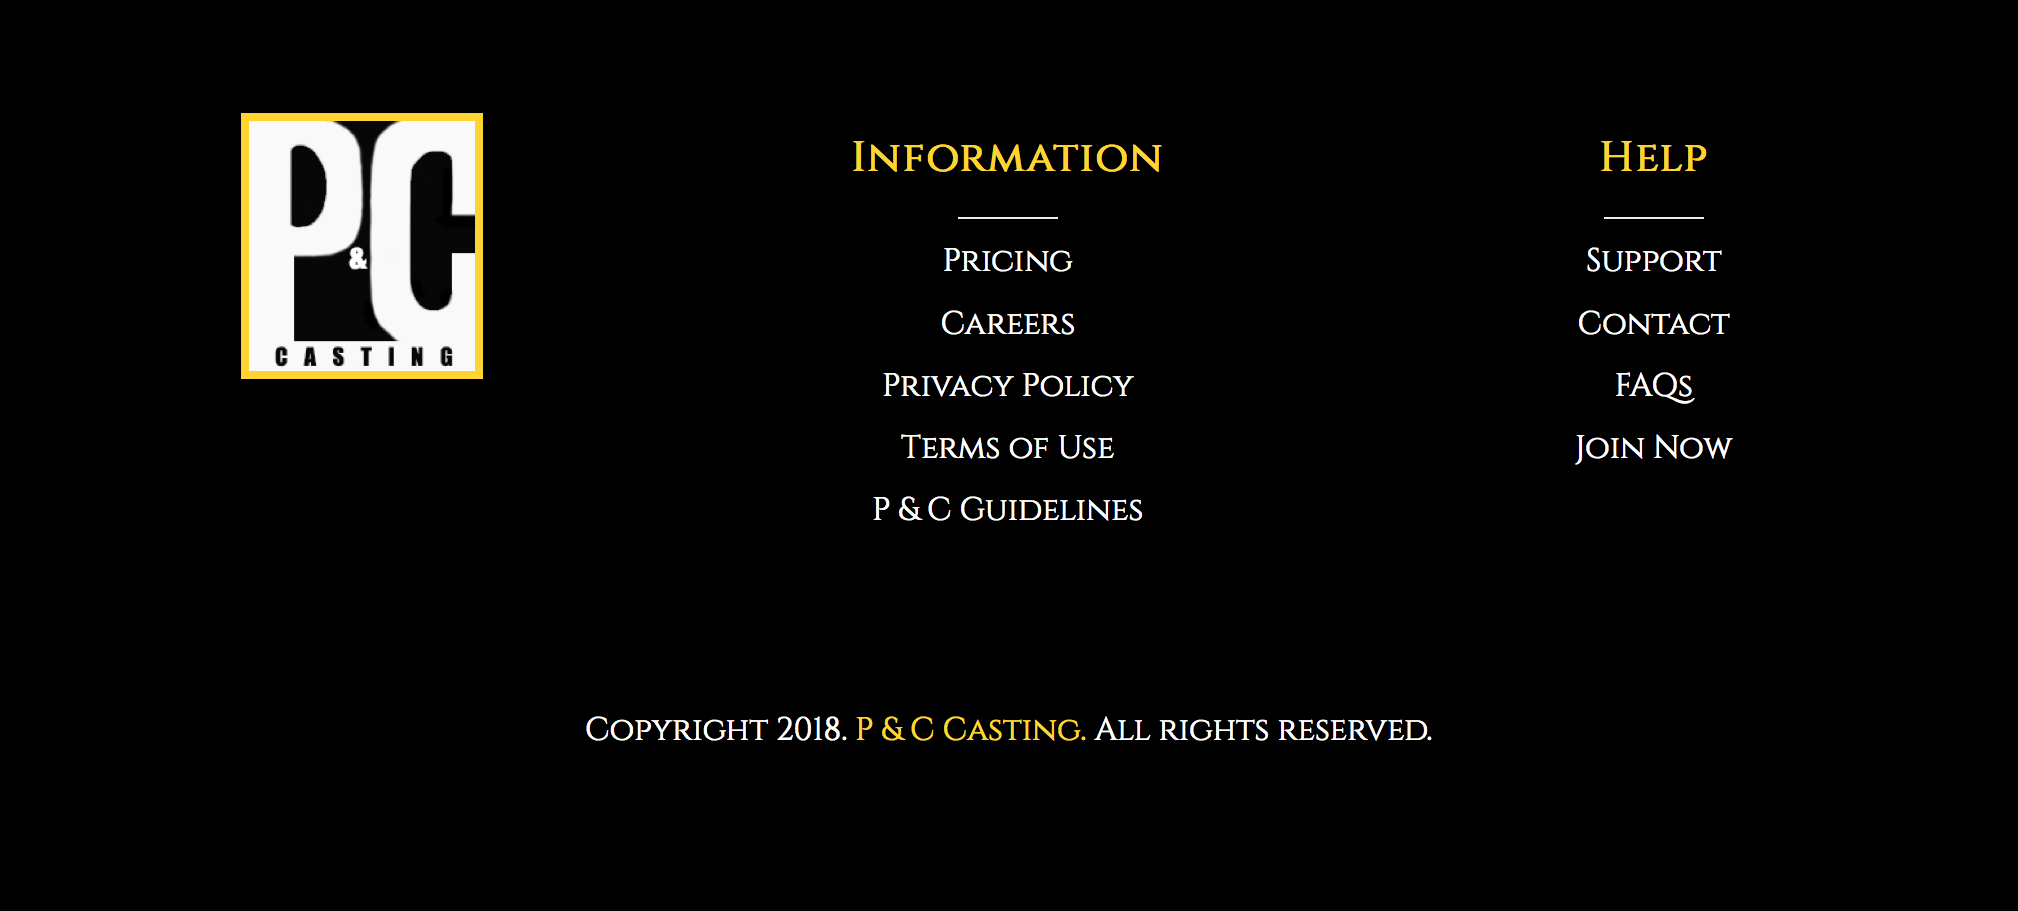 P&C
CASTING
Information
Pricing
Careers
Privacy Policy
Terms of Use
P & C Guidelines
Help
Support
Contact
FAQs
Join Now
Copyright 2018. P & C Casting. All rights reserved.